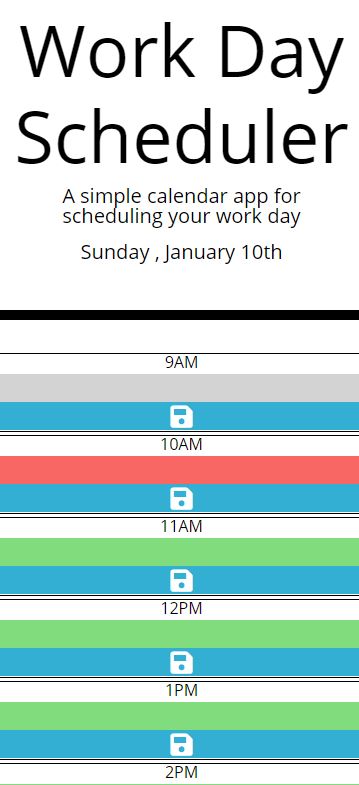 Work Day
Scheduler
A simple calendar app for
scheduling your work day
Sunday , January 10th
9AM
10AM
11AM
12PM
1PM
2PM